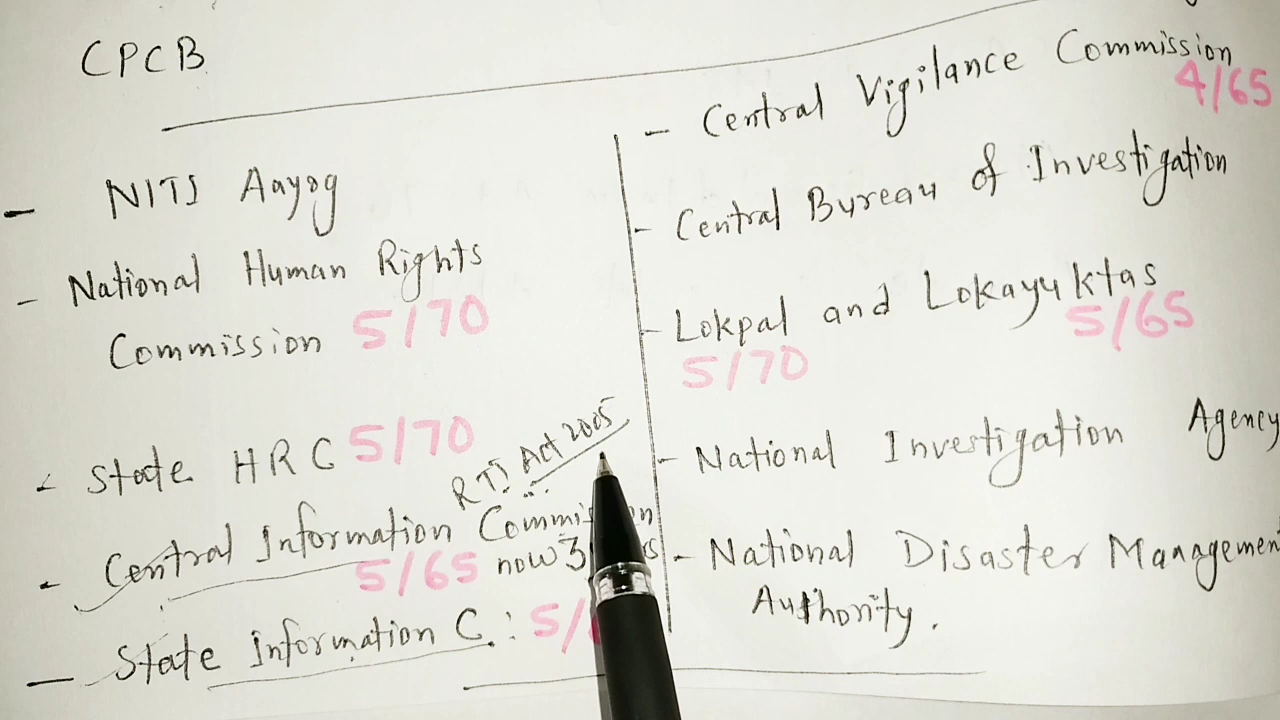 CPCB
- NITI Aayog
- National Human Rights
Commission 5/70
- State HRC 5/70
RTI Act 2005
- Central Information Commission
5/65 now 3
- State Information C. : 5/
- Central Vigilance Commission
4/65
- Central Bureau of Investigation
- Lokpal and Lokayuktas
5/70 5/65
- National Investigation Agency
- National Disaster Management
Authority.